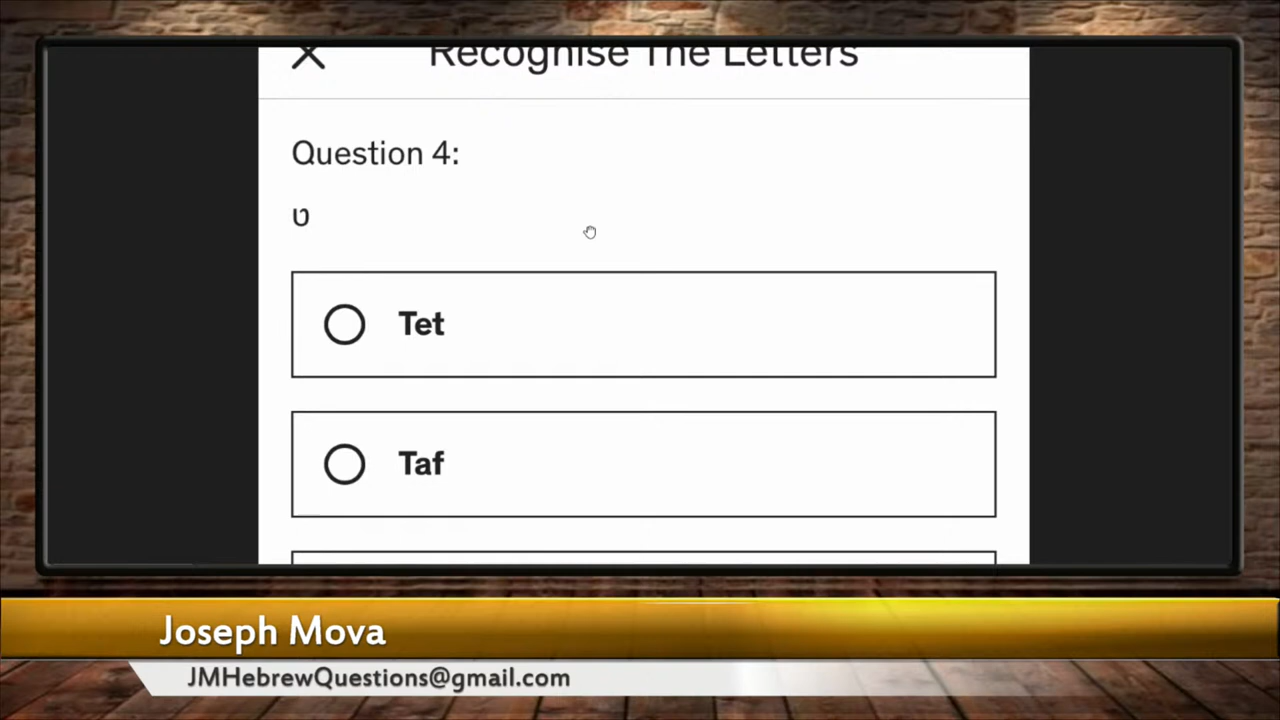 Recognise The Letters
Question 4:
ט
Tet
Taf
Joseph Mova
JMHebrewQuestions@gmail.com